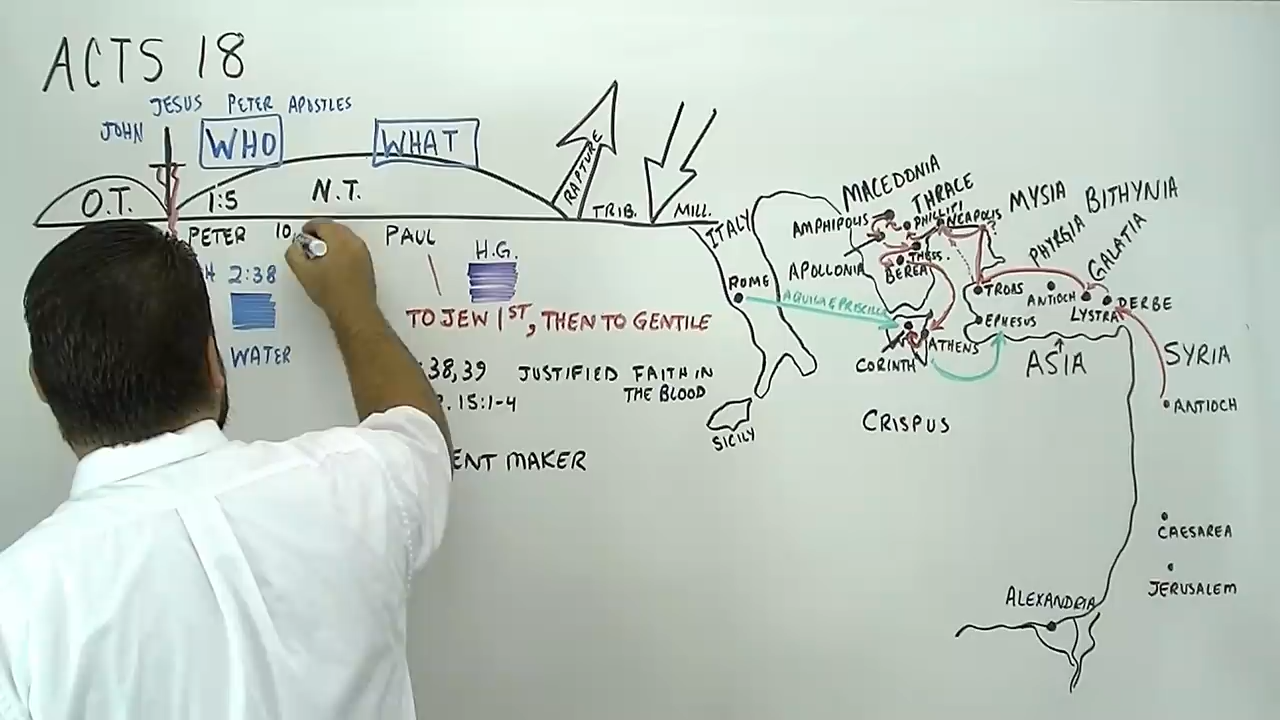 ACTS 18
JOHN JESUS PETER APOSTLES
WHO WHAT
O.T. 1:5 N.T. RAPTURE TRIB. MILL.
PETER 10 PAUL
H 2:38 H.G.
WATER
TO JEW 1ST, THEN TO GENTILE
:38,39 JUSTIFIED FAITH IN
THE BLOOD
. 15:1-4
ENT MAKER
ITALY
ROME
SICILY
AQUILA & PRISCILLA
MACEDONIA
THRACE
AMPHIPOLIS
PHILIPPI
NEAPOLIS
MYSIA BITHYNIA
APOLLONIA
THESS.
BEREA
PHYRGIA
GALATIA
TROAS
ANTIOCH
LYSTRA
DERBE
EPHESUS
ATHENS
CORINTH
ASIA
SYRIA
ANTIOCH
CRISPUS
CAESAREA
JERUSALEM
ALEXANDRIA